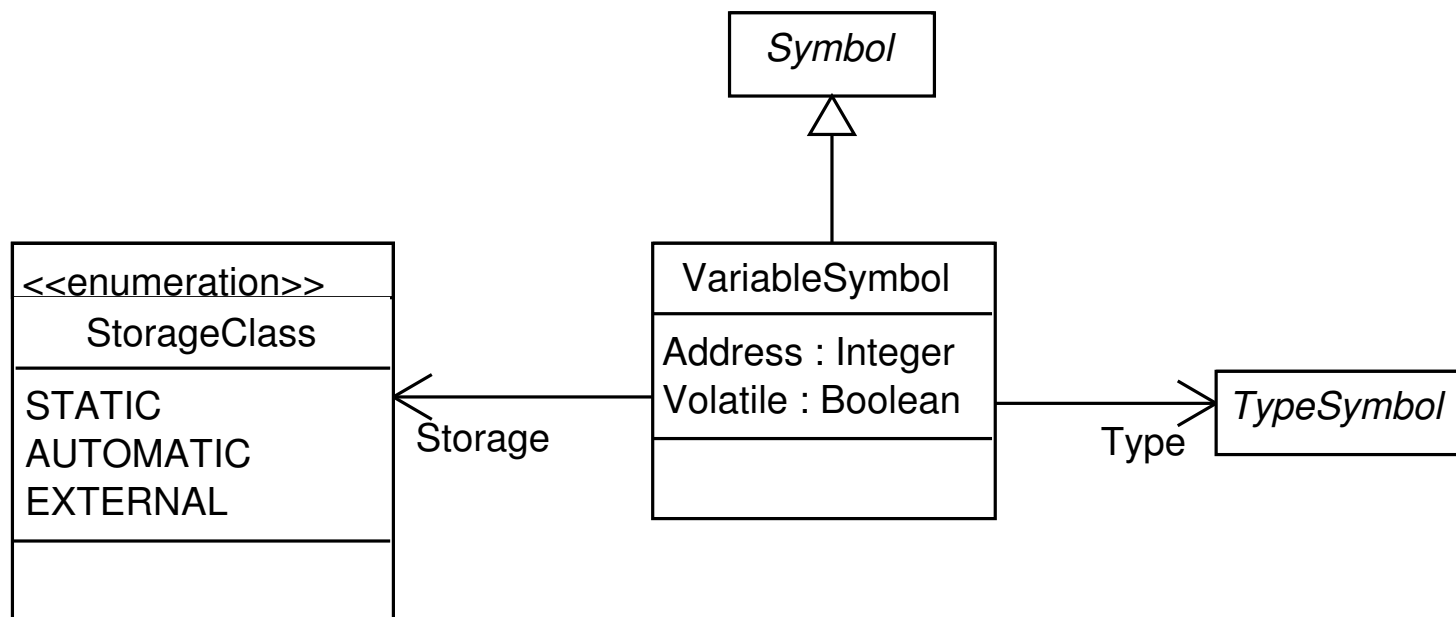 Symbol
<<enumeration>>
StorageClass
STATIC
AUTOMATIC
EXTERNAL
Storage
VariableSymbol
Address : Integer
Volatile : Boolean
Type
TypeSymbol